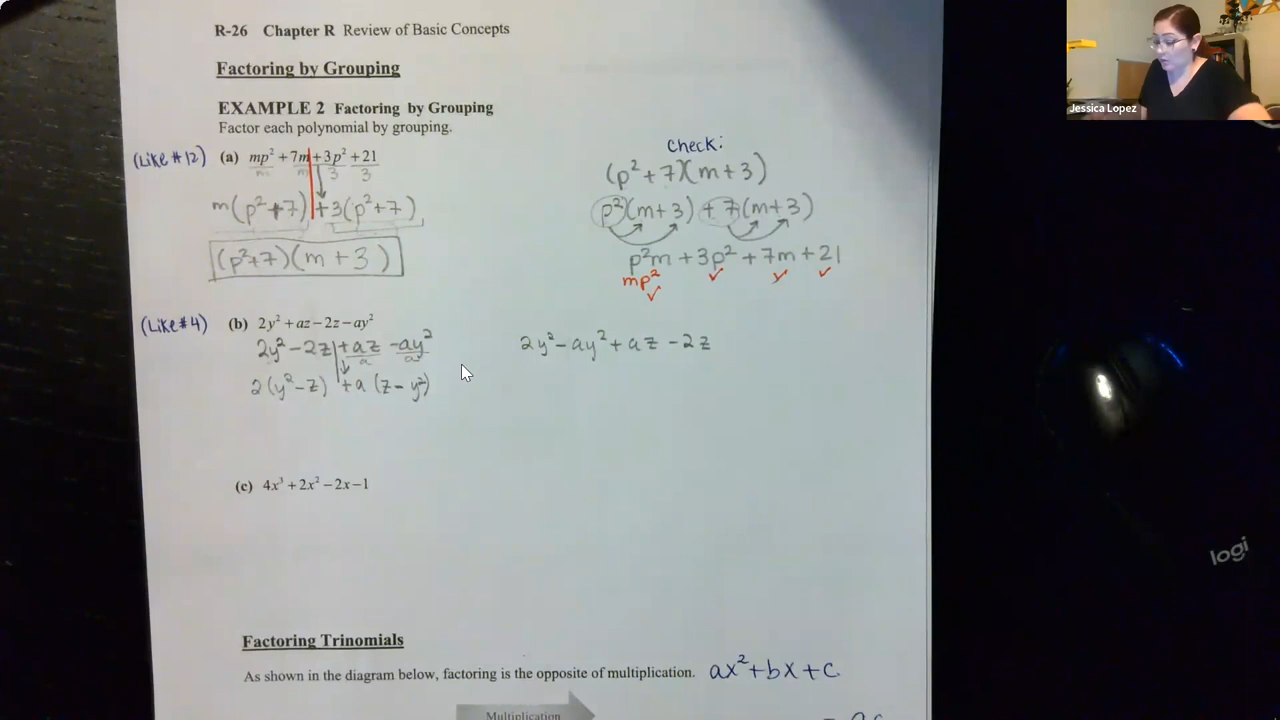 R-26 Chapter R Review of Basic Concepts
Jessica Lopez
Factoring by Grouping
EXAMPLE 2 Factoring by Grouping
Factor each polynomial by grouping.
(Like #12) (a) mp² + 7m + 3p² + 21
m m 3 3
m(p² + 7) + 3(p² + 7)
(p²+7)(m + 3)
Check:
(p² + 7)(m + 3)
p²(m + 3) + 7(m + 3)
p²m + 3p² + 7m + 21
mp²
(Like #4) (b) 2y² + az − 2z − ay²
2y² − 2z + az − ay²
a a
2(y² − z) + a (z − y²)
2y² − ay² + az − 2z
(c) 4x³ + 2x² − 2x − 1
logi
Factoring Trinomials
As shown in the diagram below, factoring is the opposite of multiplication. ax² + bx + c
Multiplication